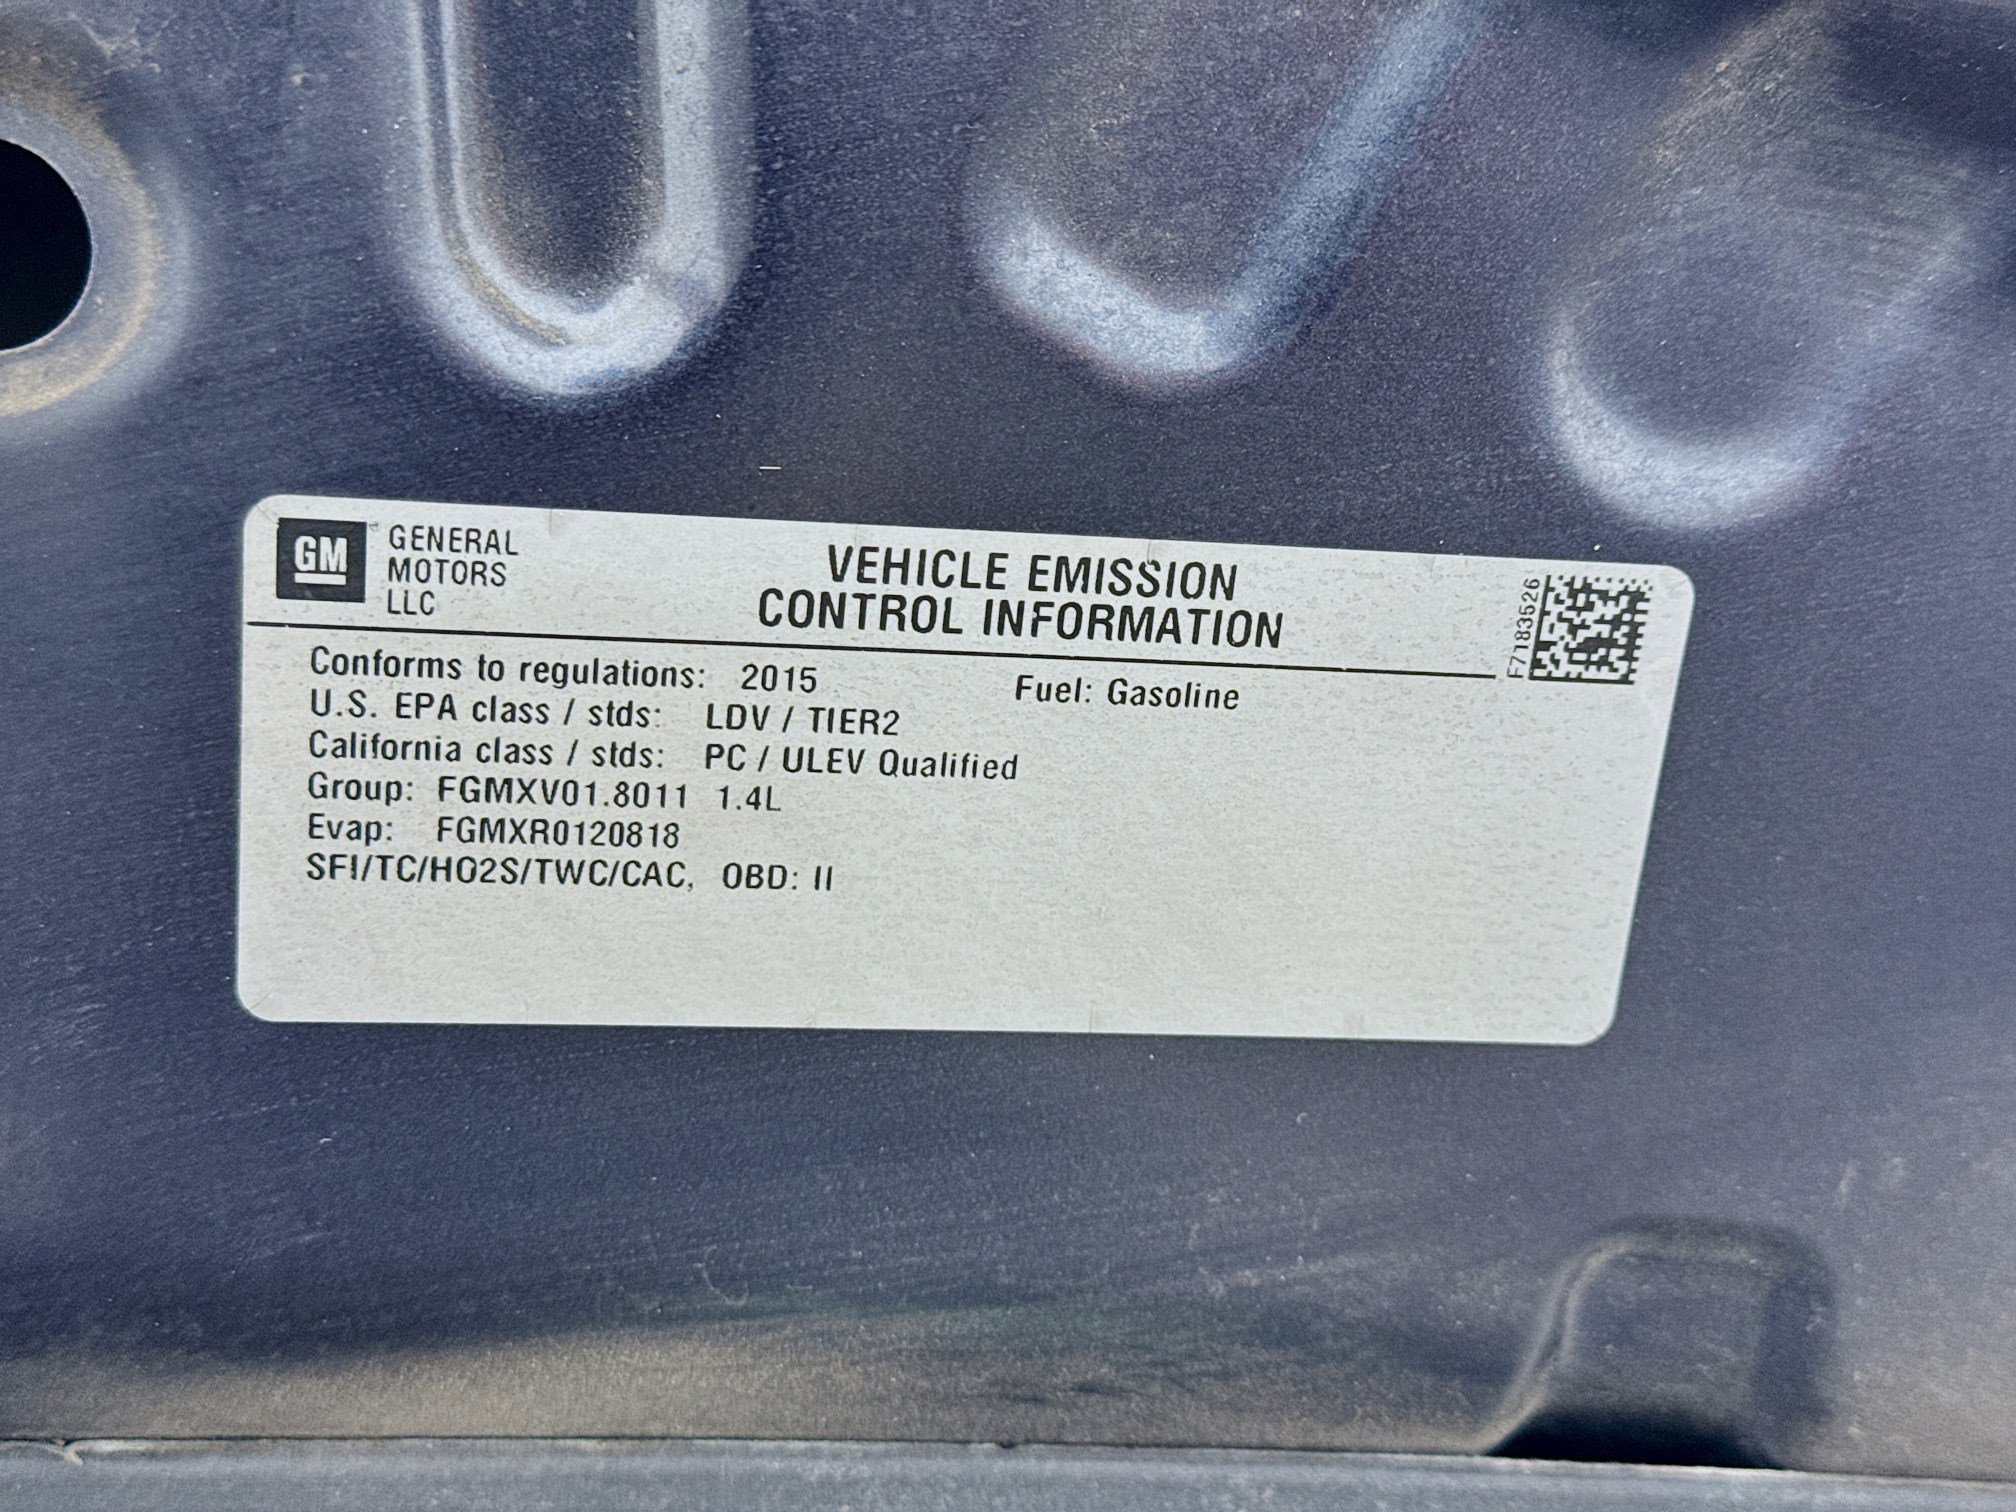 GM
GENERAL
MOTORS
LLC
VEHICLE EMISSION
CONTROL INFORMATION
F7183526
Conforms to regulations: 2015
Fuel: Gasoline
U.S. EPA class / stds: LDV / TIER2
California class / stds: PC / ULEV Qualified
Group: FGMXV01.8011 1.4L
Evap: FGMXR0120818
SFI/TC/HO2S/TWC/CAC, OBD: II